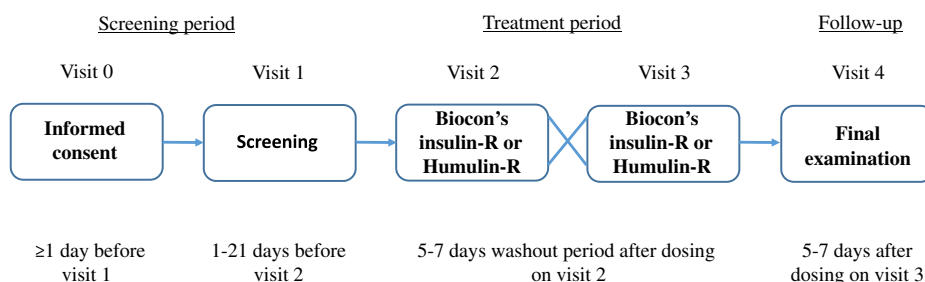 Screening period
Treatment period
Follow-up
Visit 0
Visit 1
Visit 2
Visit 3
Visit 4
Informed
consent
Screening
Biocon's
insulin-R or
Humulin-R
Biocon's
insulin-R or
Humulin-R
Final
examination
≥1 day before
visit 1
1-21 days before
visit 2
5-7 days washout period after dosing
on visit 2
5-7 days after
dosing on visit 3